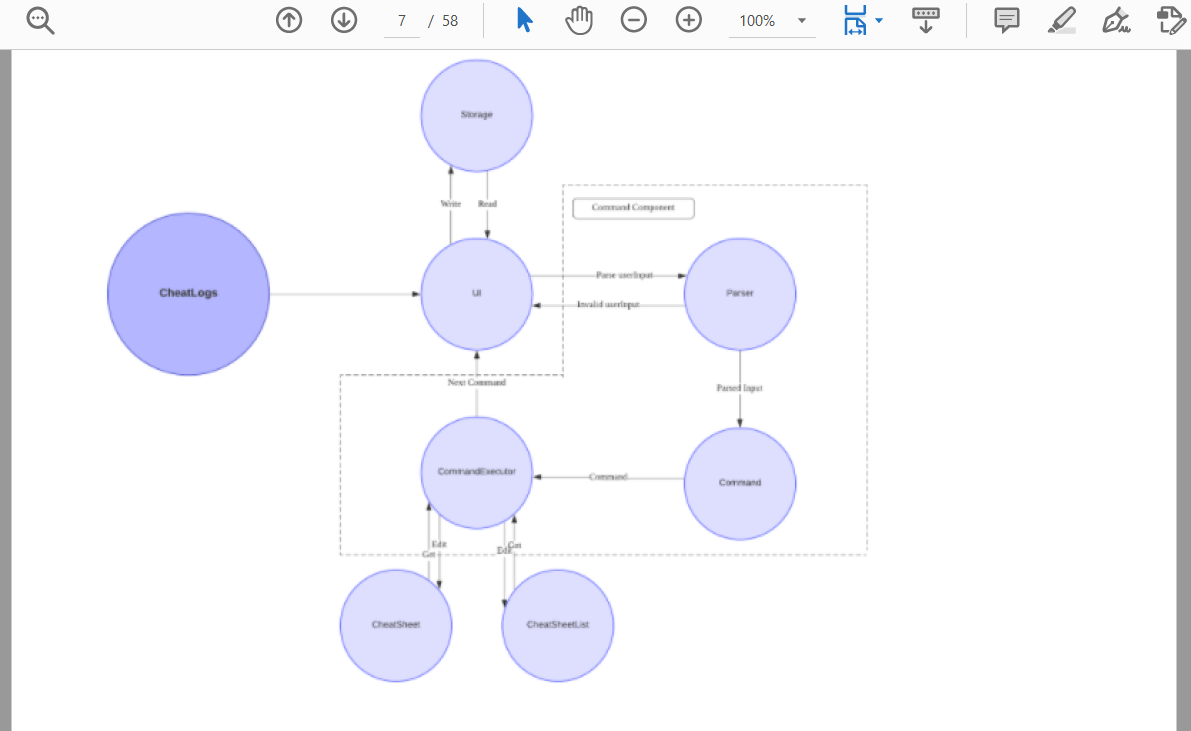 7 / 58
100%
Storage
Write
Read
Command Component
CheatLogs
UI
Parse userInput
Invalid userInput
Parser
Next Command
Parsed Input
CommandExecutor
Command
Command
Edit
Get
Edit
Get
CheatSheet
CheatSheetList